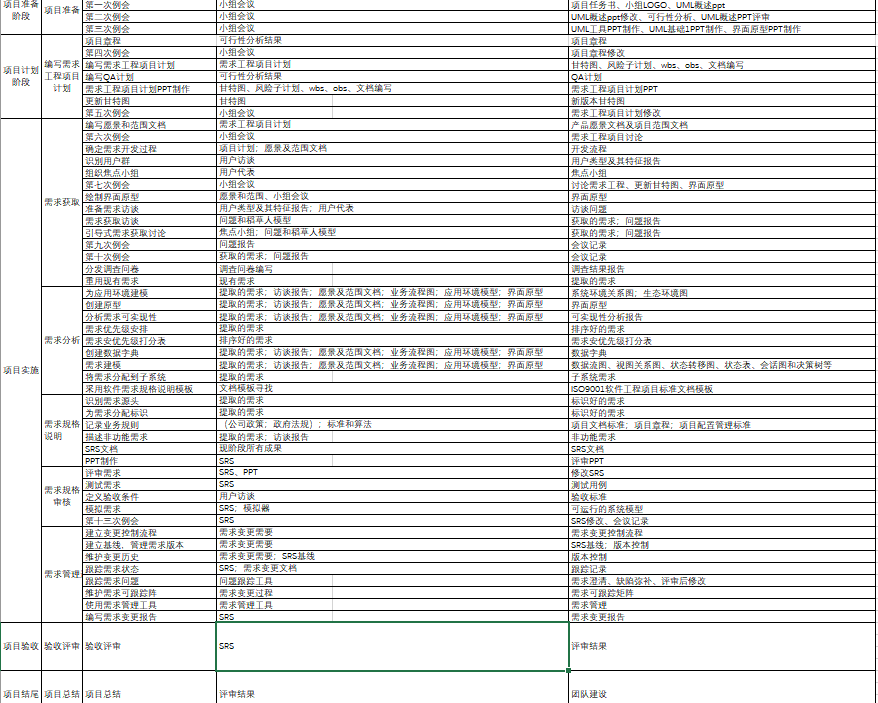 项目准备阶段 项目准备 第一次例会 小组会议 项目任务书、小组LOGO、UML概述ppt
第二次例会 小组会议 UML概述ppt修改、可行性分析、UML概述PPT评审
第三次例会 小组会议 UML工具PPT制作、UML基础1PPT制作、界面原型PPT制作
项目计划阶段 编写需求工程项目计划 项目章程 可行性分析结果 项目章程
第四次例会 小组会议 项目章程修改
编写需求工程项目计划 需求工程项目计划 甘特图、风险子计划、wbs、obs、文档编写
编写QA计划 可行性分析结果 QA计划
需求工程项目计划PPT制作 甘特图、风险子计划、wbs、obs、文档编写 需求工程项目计划PPT
更新甘特图 甘特图 新版本甘特图
第五次例会 小组会议 需求工程项目计划修改
项目实施 需求获取 编写愿景和范围文档 需求工程项目计划 产品愿景文档及项目范围文档
第六次例会 小组会议 需求工程项目讨论
确定需求开发过程 项目计划；愿景及范围文档 开发流程
识别用户群 用户访谈 用户类型及其特征报告
组织焦点小组 用户代表 焦点小组
第七次例会 小组会议 讨论需求工程、更新甘特图、界面原型
绘制界面原型 愿景和范围、小组会议 界面原型
准备需求访谈 用户类型及其特征报告；用户代表 访谈问题
需求获取访谈 问题和稻草人模型 获取的需求；问题报告
引导式需求获取讨论 焦点小组；问题和稻草人模型 获取的需求；问题报告
第九次例会 问题报告 会议记录
第十次例会 获取的需求；问题报告 会议记录
分发调查问卷 调查问卷编写 调查结果报告
重用现有需求 现有需求 提取的需求
需求分析 为应用环境建模 提取的需求；访谈报告；愿景及范围文档；业务流程图；应用环境模型；界面原型 系统环境关系图；生态环境图
创建原型 提取的需求；访谈报告；愿景及范围文档；业务流程图；应用环境模型；界面原型 界面原型
分析需求可实现性 提取的需求；访谈报告；愿景及范围文档；业务流程图；应用环境模型；界面原型 可实现性分析报告
需求优先级安排 提取的需求 排序好的需求
需求安优先级打分表 排序好的需求 需求安优先级打分表
创建数据字典 提取的需求；访谈报告；愿景及范围文档；业务流程图；应用环境模型；界面原型 数据字典
需求建模 提取的需求；访谈报告；愿景及范围文档；业务流程图；应用环境模型；界面原型 数据流图、视图关系图、状态转移图、状态表、会话图和决策树等
将需求分配到子系统 提取的需求 子系统需求
需求规格说明 采用软件需求规格说明模板 文档模板寻找 ISO9001软件工程项目标准文档模板
识别需求源头 提取的需求 标识好的需求
为需求分配标识 提取的需求 标识好的需求
记录业务规则 （公司政策；政府法规）；标准和算法 项目文档标准；项目章程；项目配置管理标准
描述非功能需求 提取的需求；访谈报告 非功能需求
SRS文档 现阶段所有成果 SRS文档
PPT制作 SRS 评审PPT
需求规格审核 评审需求 SRS、PPT 修改SRS
测试需求 SRS 测试用例
定义验收条件 用户访谈 验收标准
模拟需求 SRS；模拟器 可运行的系统模型
第十三次例会 SRS SRS修改、会议记录
需求管理 建立变更控制流程 需求变更需要 需求变更控制流程
建立基线，管理需求版本 需求变更需要 SRS基线；版本控制
维护变更历史 需求变更需要；SRS基线 版本控制
跟踪需求状态 SRS；需求变更文档 跟踪记录
跟踪需求问题 问题跟踪工具 需求澄清、缺陷弥补、评审后修改
维护需求可跟踪阵 需求变更过程 需求可跟踪矩阵
使用需求管理工具 需求管理工具 需求管理
编写需求变更报告 SRS 需求变更报告
项目验收 验收评审 验收评审 SRS 评审结果
项目结尾 项目总结 项目总结 评审结果 团队建设